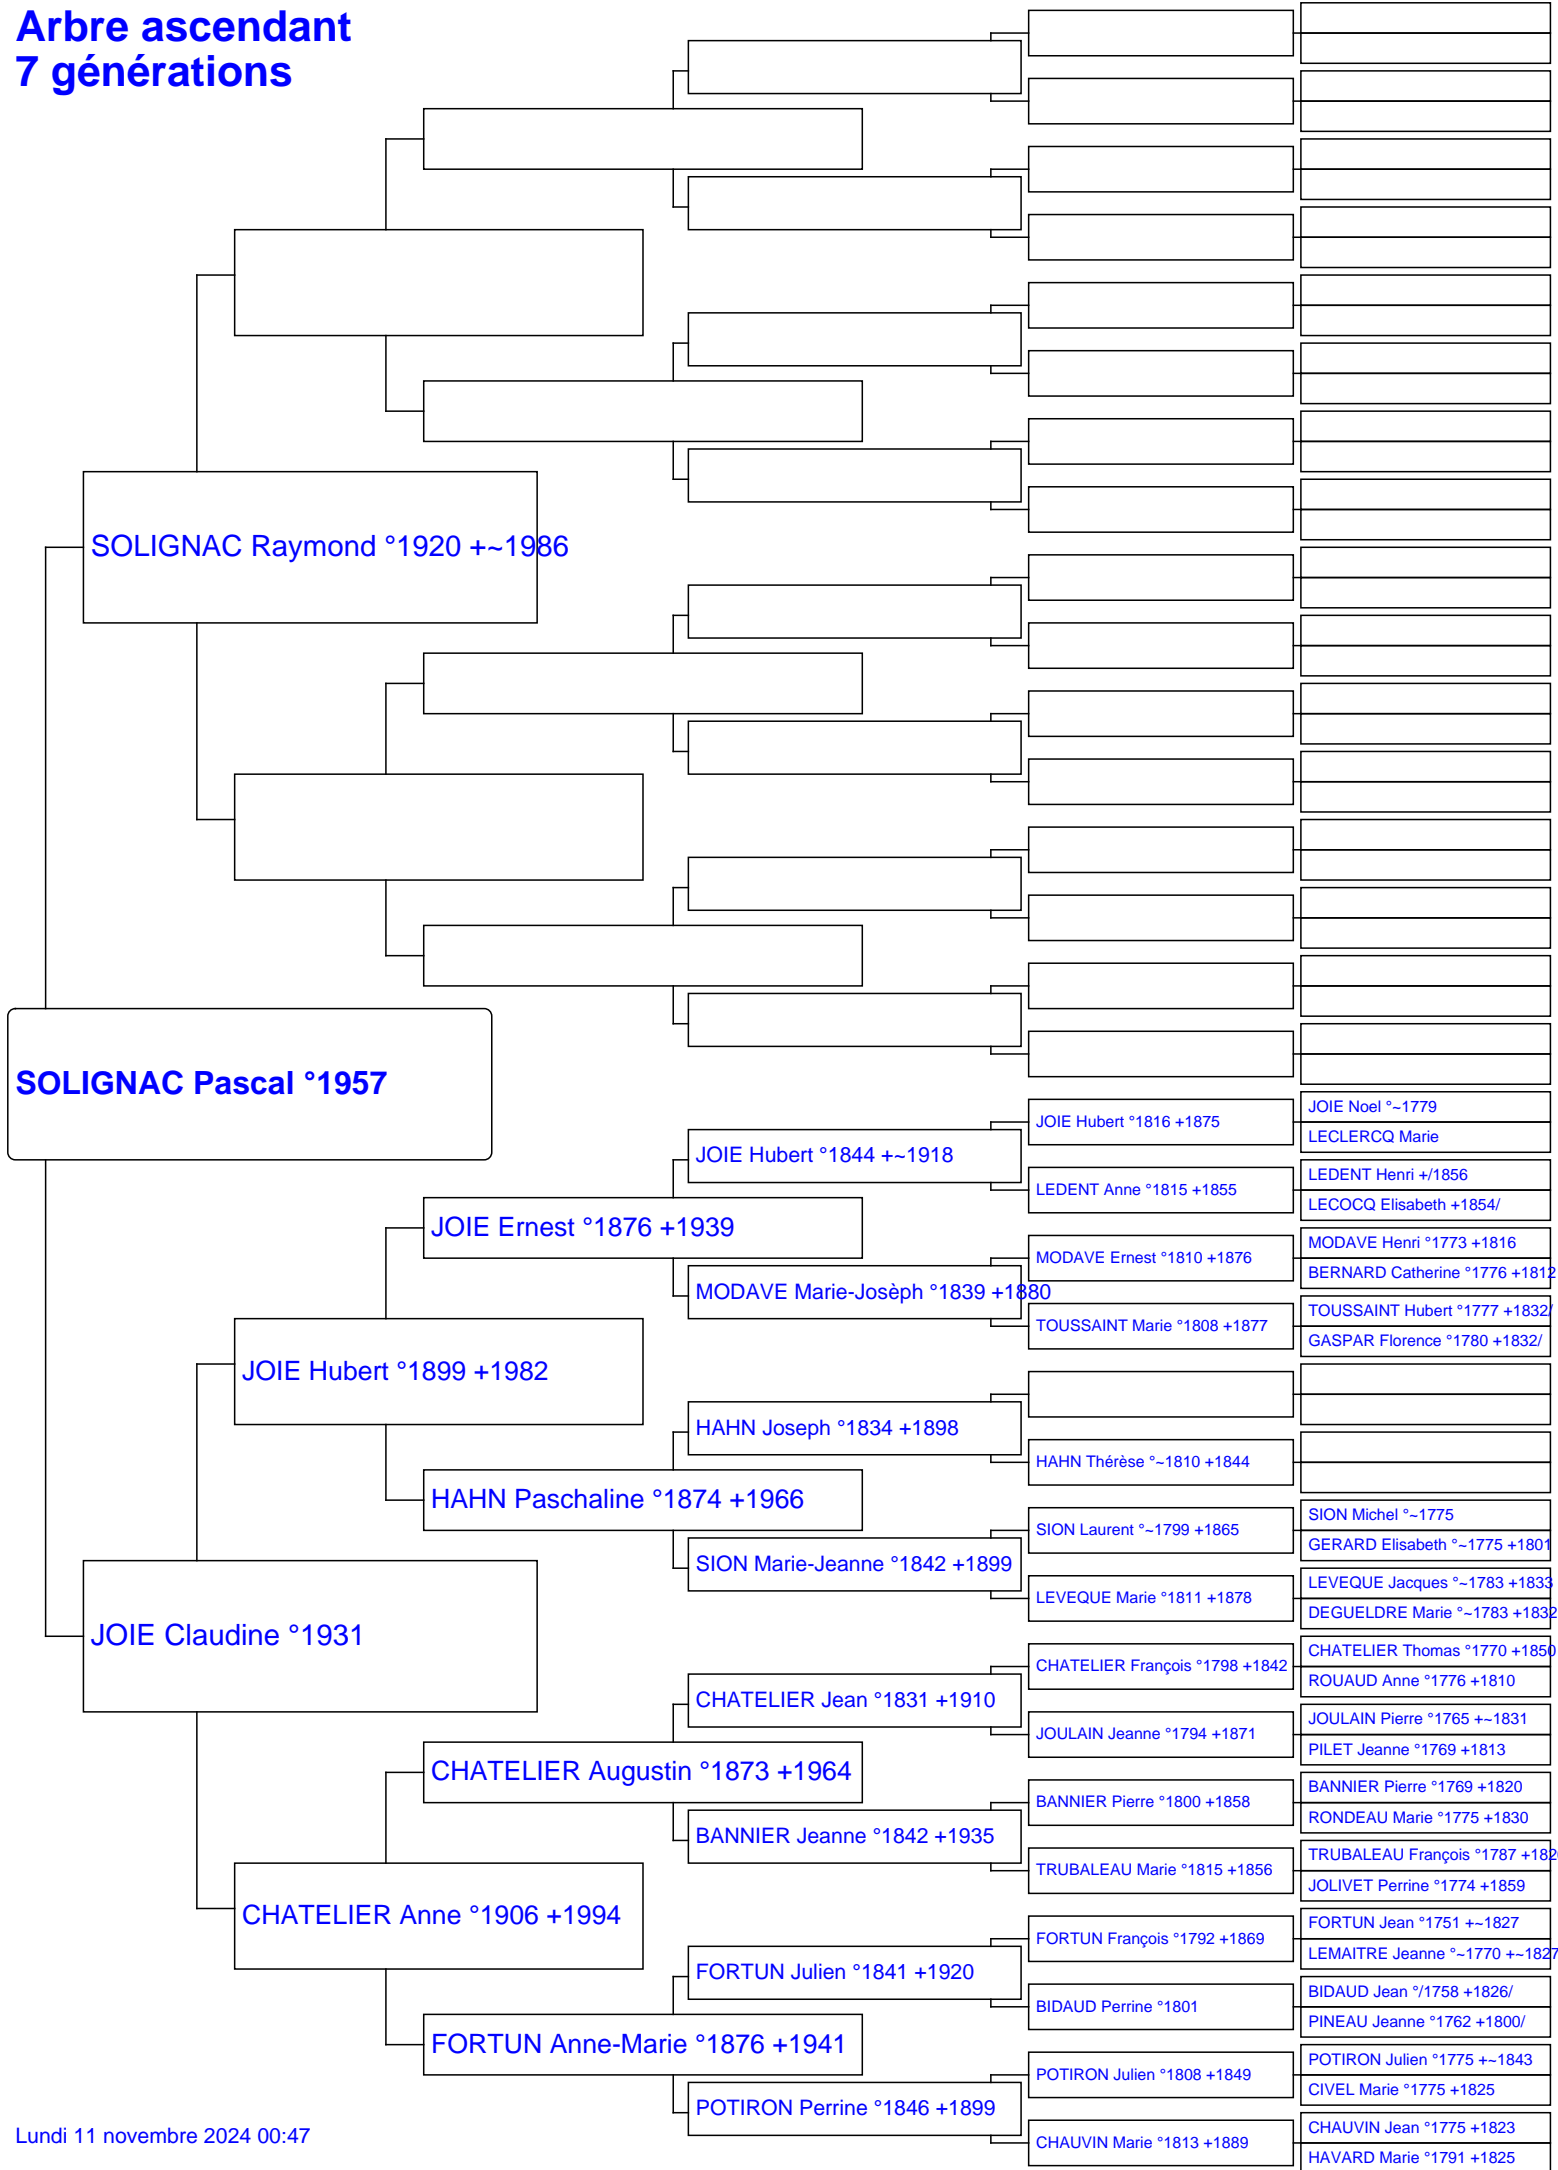 Arbre ascendant
7 générations
SOLIGNAC Raymond °1920 +~1986
SOLIGNAC Pascal °1957
JOIE Noel °~1779
JOIE Hubert °1816 +1875
LECLERCQ Marie
JOIE Hubert °1844 +~1918
LEDENT Henri +/1856
LEDENT Anne °1815 +1855
LECOCQ Elisabeth +1854/
JOIE Ernest °1876 +1939
MODAVE Henri °1773 +1816
MODAVE Ernest °1810 +1876
BERNARD Catherine °1776 +1812
MODAVE Marie-Josèph °1839 +1880
TOUSSAINT Hubert °1777 +1832/
TOUSSAINT Marie °1808 +1877
GASPAR Florence °1780 +1832/
JOIE Hubert °1899 +1982
HAHN Joseph °1834 +1898
HAHN Thérèse °~1810 +1844
HAHN Paschaline °1874 +1966
SION Michel °~1775
SION Laurent °~1799 +1865
GERARD Elisabeth °~1775 +1801
SION Marie-Jeanne °1842 +1899
LEVEQUE Jacques °~1783 +1833
LEVEQUE Marie °1811 +1878
DEGUELDRE Marie °~1783 +1832
JOIE Claudine °1931
CHATELIER Thomas °1770 +1850
CHATELIER François °1798 +1842
ROUAUD Anne °1776 +1810
CHATELIER Jean °1831 +1910
JOULAIN Pierre °1765 +~1831
JOULAIN Jeanne °1794 +1871
PILET Jeanne °1769 +1813
CHATELIER Augustin °1873 +1964
BANNIER Pierre °1769 +1820
BANNIER Pierre °1800 +1858
RONDEAU Marie °1775 +1830
BANNIER Jeanne °1842 +1935
TRUBALEAU François °1787
TRUBALEAU Marie °1815 +1856
JOLIVET Perrine °1774 +1859
CHATELIER Anne °1906 +1994
FORTUN Jean °1751 +~1827
FORTUN François °1792 +1869
LEMAITRE Jeanne °~1770 +~1827
FORTUN Julien °1841 +1920
BIDAUD Jean °/1758 +1826/
BIDAUD Perrine °1801
PINEAU Jeanne °1762 +1800/
FORTUN Anne-Marie °1876 +1941
POTIRON Julien °1775 +~1843
POTIRON Julien °1808 +1849
CIVEL Marie °1775 +1825
POTIRON Perrine °1846 +1899
CHAUVIN Jean °1775 +1823
CHAUVIN Marie °1813 +1889
HAVARD Marie °1791 +1825
Lundi 11 novembre 2024 00:47